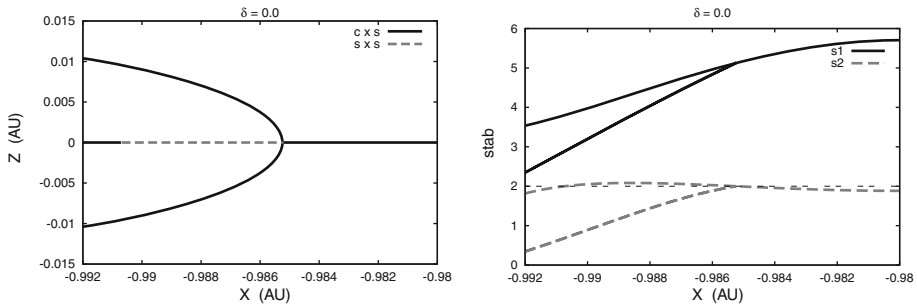 δ = 0.0
0.015
0.01
0.005
0
-0.005
-0.01
-0.015
Z (AU)
c x s
s x s
-0.992 -0.99 -0.988 -0.986 -0.984 -0.982 -0.98
X (AU)
δ = 0.0
6
5
4
3
2
1
0
stab
s1
s2
-0.992 -0.99 -0.988 -0.986 -0.984 -0.982 -0.98
X (AU)